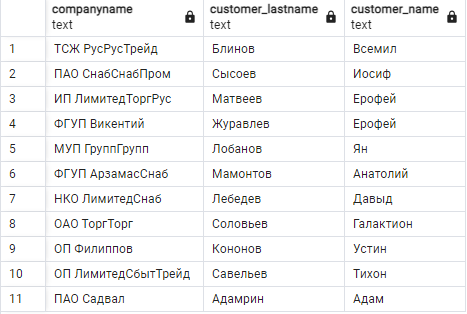 companyname customer_lastname customer_name
text text text
1 ТСЖ РусРусТрейд Блинов Всемил
2 ПАО СнабСнабПром Сысоев Иосиф
3 ИП ЛимитедТоргРус Матвеев Ерофей
4 ФГУП Викентий Журавлев Ерофей
5 МУП ГруппГрупп Лобанов Ян
6 ФГУП АрзамасСнаб Мамонтов Анатолий
7 НКО ЛимитедСнаб Лебедев Давыд
8 ОАО ТоргТорг Соловьев Галактион
9 ОП Филиппов Кононов Устин
10 ОП ЛимитедСбытТрейд Савельев Тихон
11 ПАО Садвал Адамрин Адам